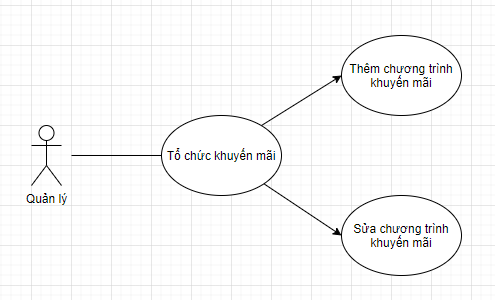 Thêm chương trình
khuyến mãi
Tổ chức khuyến mãi
Quản lý
Sửa chương trình
khuyến mãi